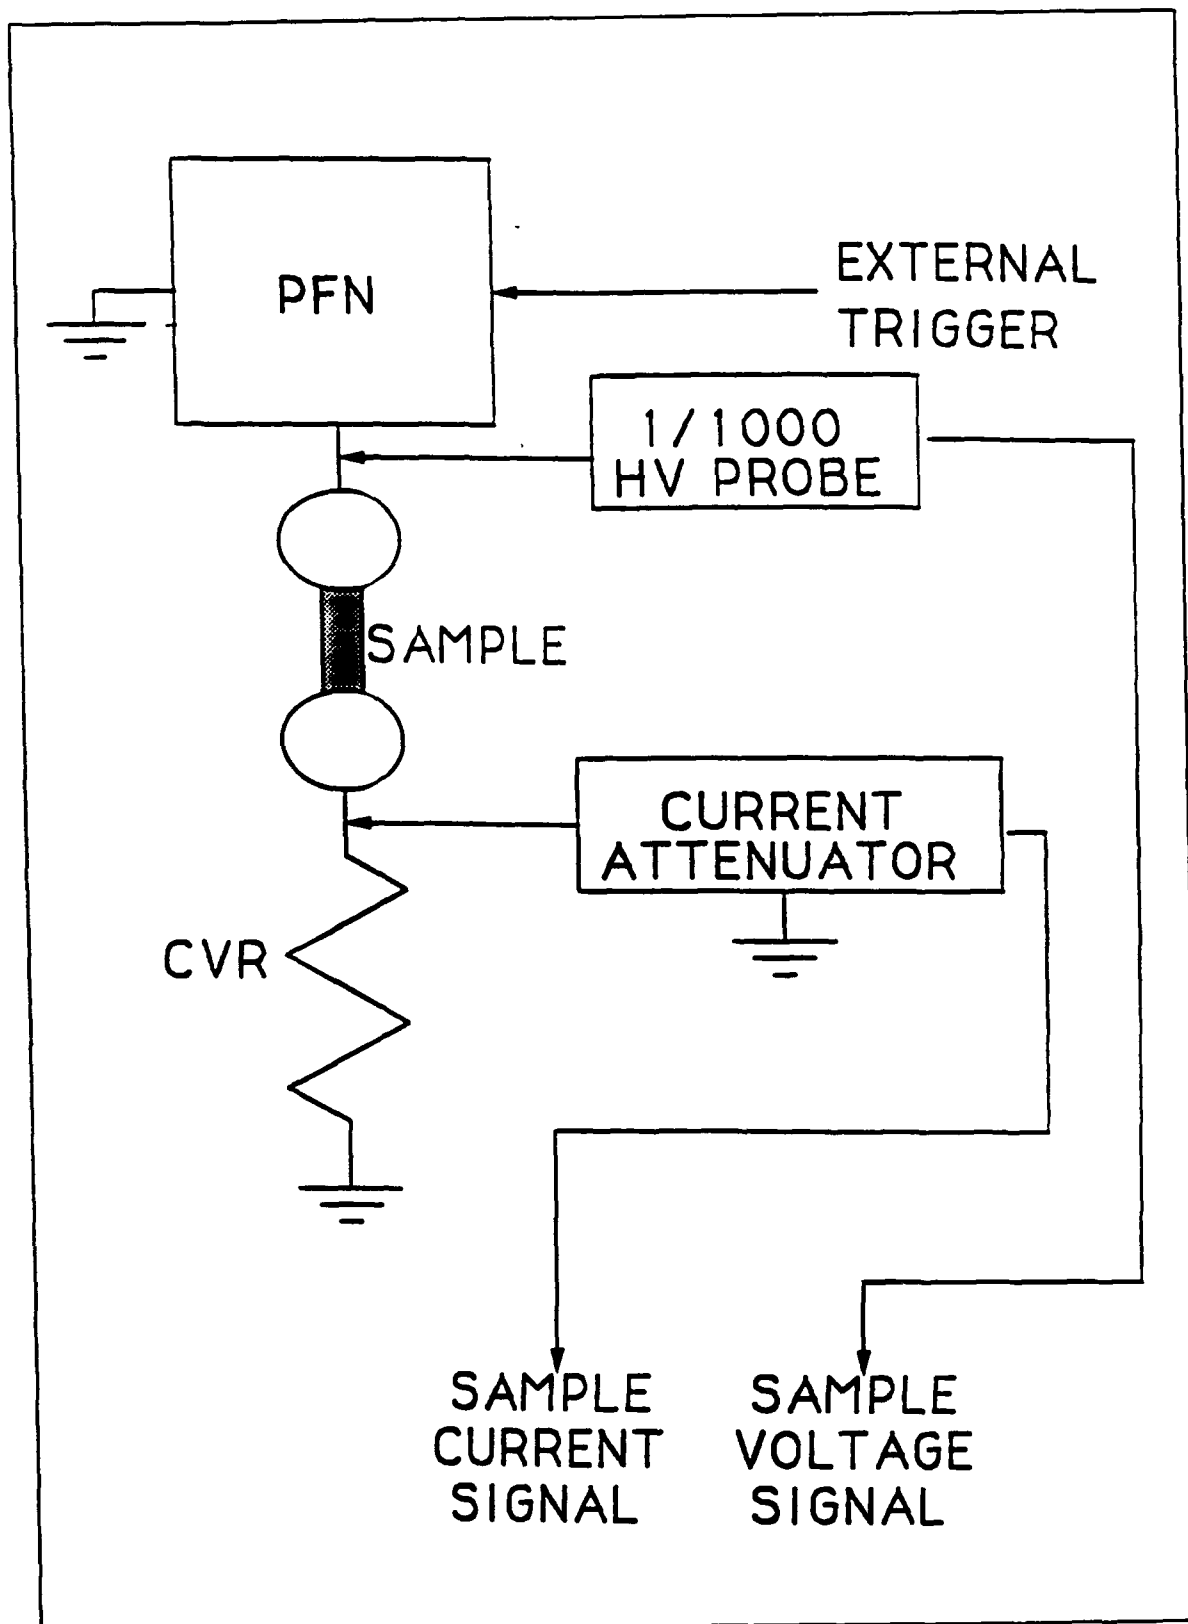 PFN
EXTERNAL
TRIGGER
1/1000
HV PROBE
SAMPLE
CURRENT
ATTENUATOR
CVR
SAMPLE
CURRENT
SIGNAL
SAMPLE
VOLTAGE
SIGNAL